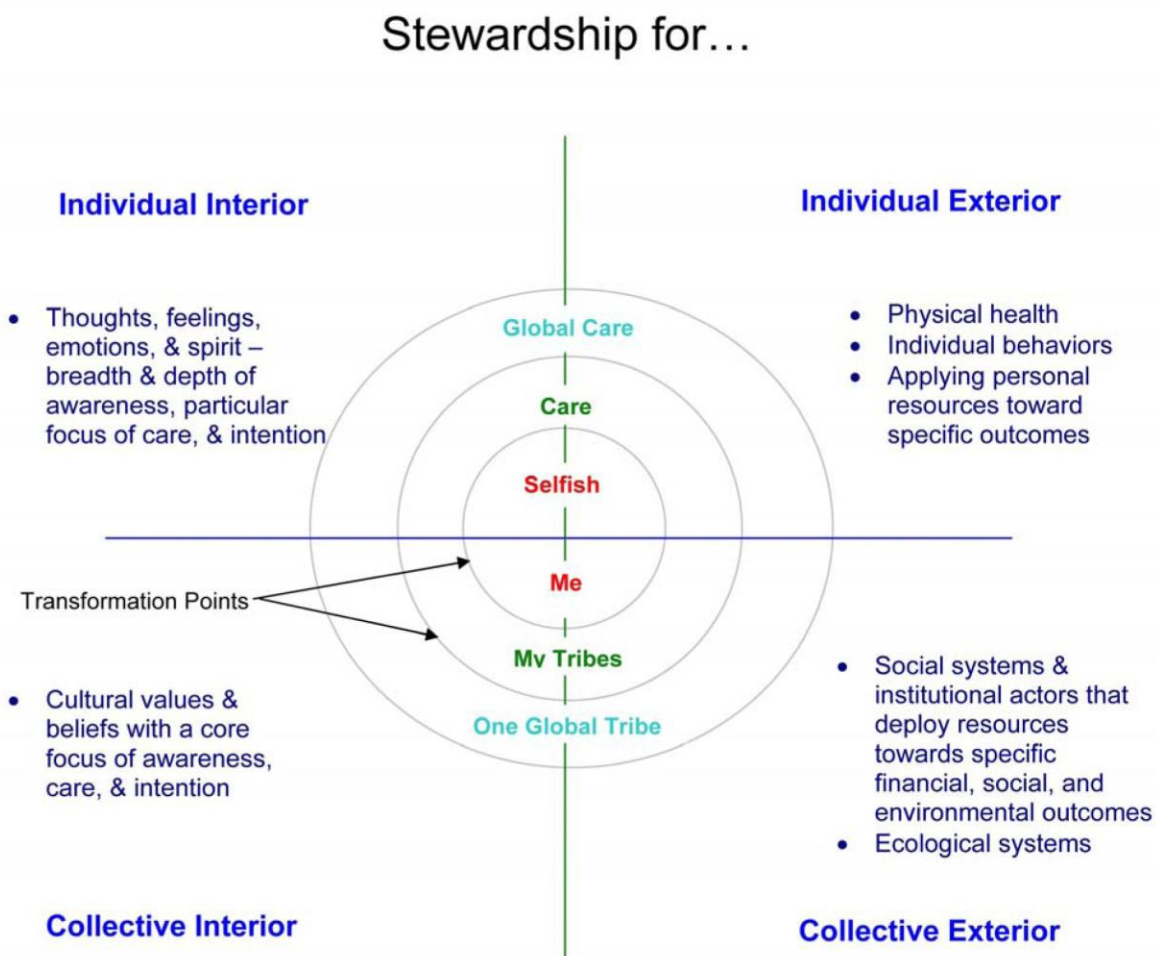 Stewardship for…
Individual Interior
Individual Exterior
• Thoughts, feelings,
emotions, & spirit –
breadth & depth of
awareness, particular
focus of care, & intention
• Physical health
• Individual behaviors
• Applying personal
resources toward
specific outcomes
Global Care
Care
Selfish
Me
Mv Tribes
One Global Tribe
Transformation Points
• Cultural values &
beliefs with a core
focus of awareness,
care, & intention
• Social systems &
institutional actors that
deploy resources
towards specific
financial, social, and
environmental outcomes
• Ecological systems
Collective Interior
Collective Exterior